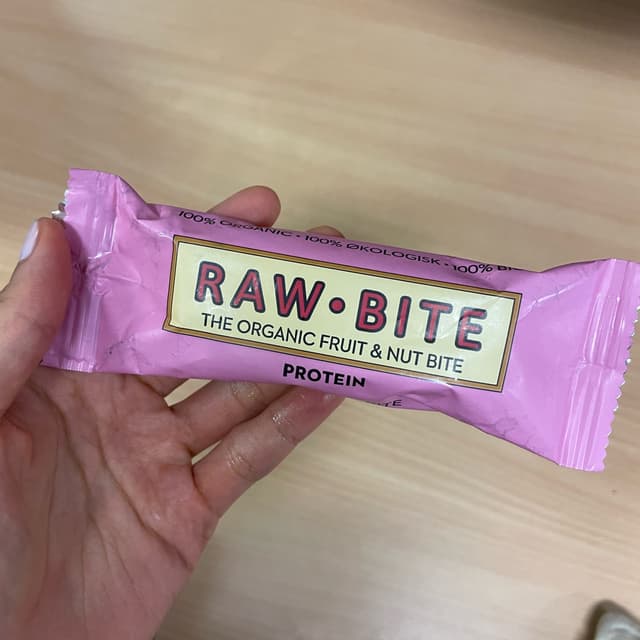 100% ORGANIC • 100% ØKOLOGISK • 100%
RAW • BITE
THE ORGANIC FRUIT & NUT BITE
PROTEIN